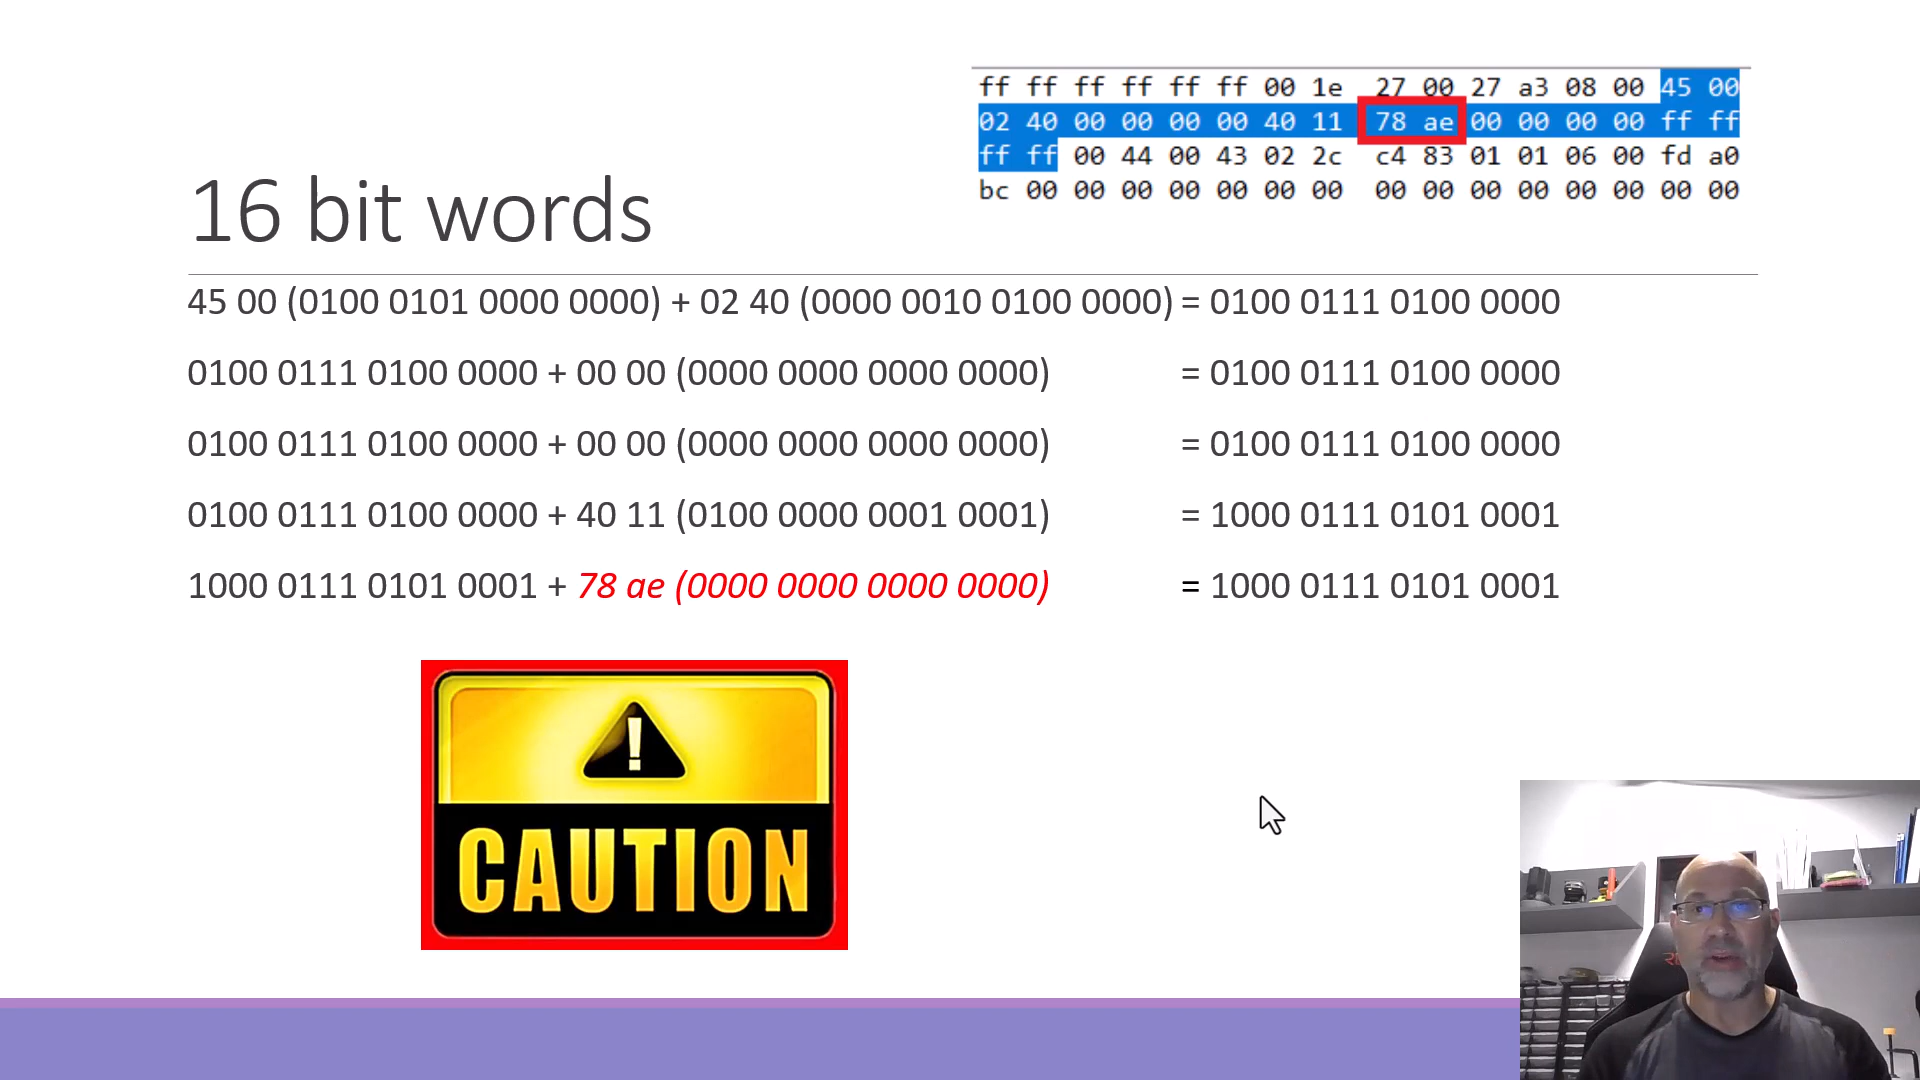 ff ff ff ff ff ff 00 1e 27 00 27 a3 08 00 45 00
02 40 00 00 00 00 40 11 78 ae 00 00 00 00 ff ff
ff ff 00 44 00 43 02 2c c4 83 01 01 06 00 fd a0
bc 00 00 00 00 00 00 00 00 00 00 00 00 00 00 00
16 bit words
45 00 (0100 0101 0000 0000) + 02 40 (0000 0010 0100 0000) = 0100 0111 0100 0000
0100 0111 0100 0000 + 00 00 (0000 0000 0000 0000) = 0100 0111 0100 0000
0100 0111 0100 0000 + 00 00 (0000 0000 0000 0000) = 0100 0111 0100 0000
0100 0111 0100 0000 + 40 11 (0100 0000 0001 0001) = 1000 0111 0101 0001
1000 0111 0101 0001 + 78 ae (0000 0000 0000 0000) = 1000 0111 0101 0001
!
CAUTION